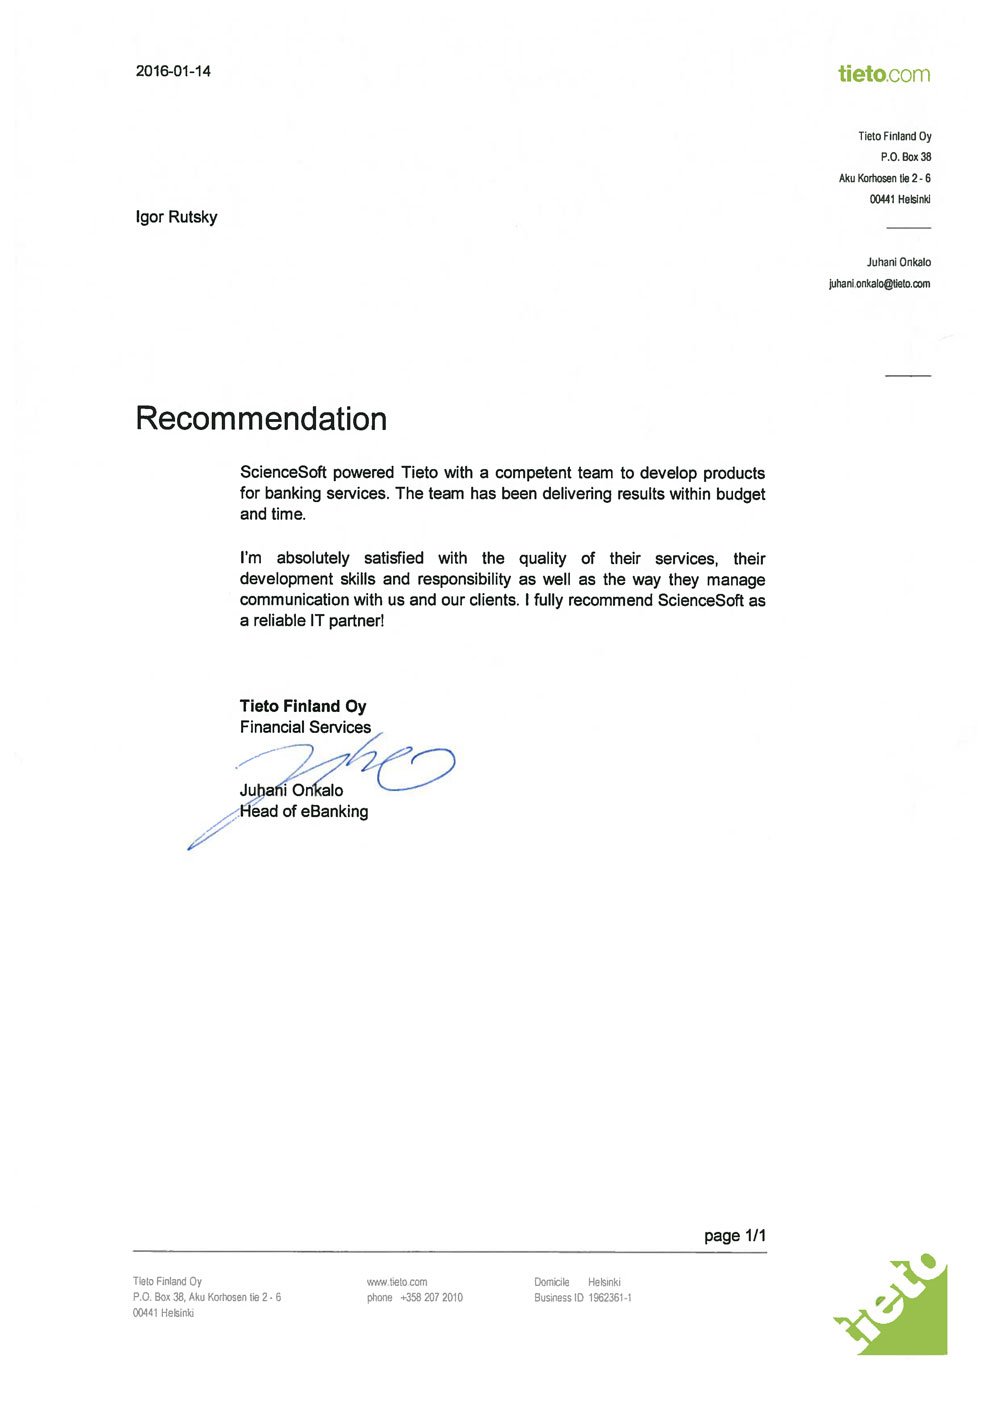 2016-01-14
tieto.com
Tieto Finland Oy
P.O. Box 38
Aku Korhosen tie 2 - 6
00441 Helsinki
Igor Rutsky
Juhani Onkalo
juhani.onkalo@tieto.com
Recommendation
ScienceSoft powered Tieto with a competent team to develop products
for banking services. The team has been delivering results within budget
and time.
I'm absolutely satisfied with the quality of their services, their
development skills and responsibility as well as the way they manage
communication with us and our clients. I fully recommend ScienceSoft as
a reliable IT partner!
Tieto Finland Oy
Financial Services
Juhani Onkalo
Head of eBanking
page 1/1
Tieto Finland Oy
P.O. Box 38, Aku Korhosen tie 2 - 6
00441 Helsinki
www.tieto.com
phone +358 207 2010
Domicile Helsinki
Business ID 1962361-1
tieto